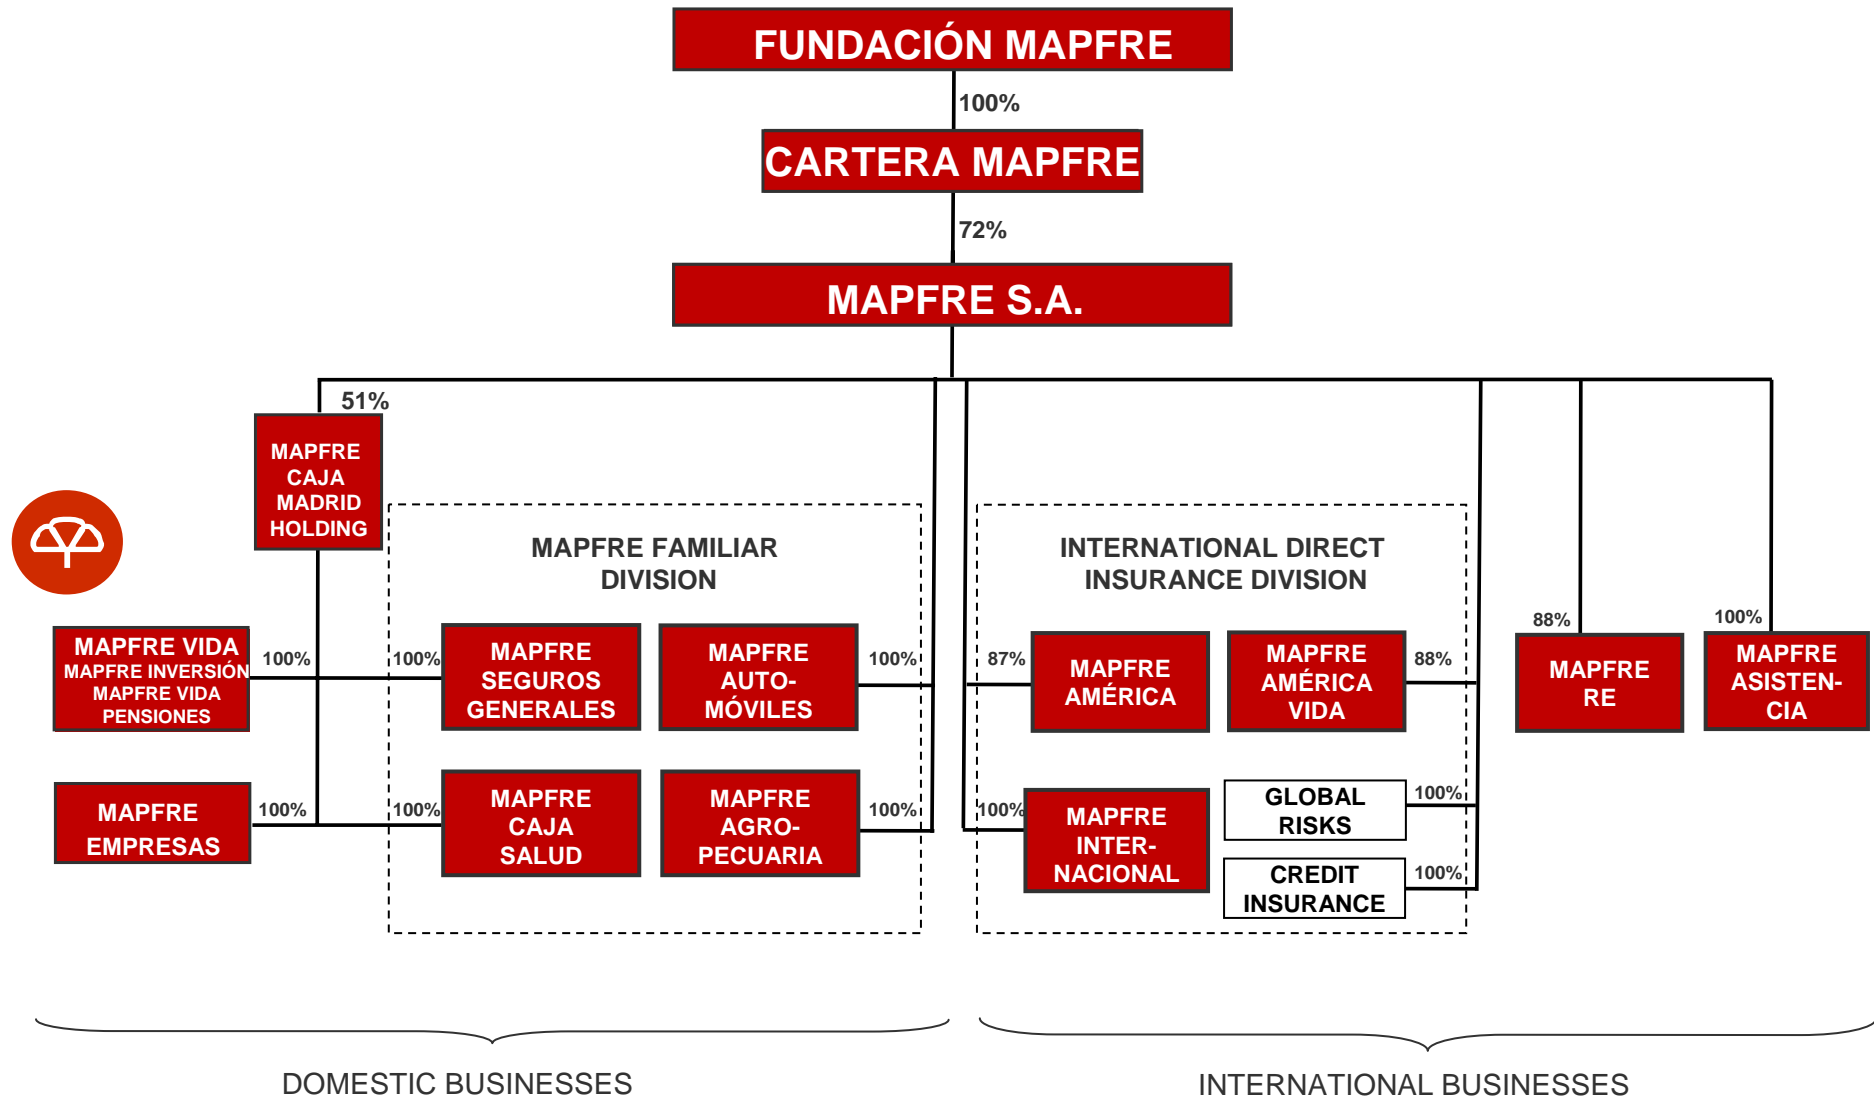 FUNDACIÓN MAPFRE
100%
CARTERA MAPFRE
72%
MAPFRE S.A.
51%
MAPFRE
CAJA
MADRID
HOLDING
MAPFRE FAMILIAR
DIVISION
INTERNATIONAL DIRECT
INSURANCE DIVISION
MAPFRE VIDA
MAPFRE INVERSIÓN
MAPFRE VIDA
PENSIONES
100%
100%
MAPFRE
SEGUROS
GENERALES
MAPFRE
AUTO-
MÓVILES
100%
87%
MAPFRE
AMÉRICA
MAPFRE
AMÉRICA
VIDA
88%
88%
MAPFRE
RE
100%
MAPFRE
ASISTEN-
CIA
MAPFRE
EMPRESAS
100%
100%
MAPFRE
CAJA
SALUD
MAPFRE
AGRO-
PECUARIA
100%
100%
MAPFRE
INTER-
NACIONAL
GLOBAL
RISKS
100%
CREDIT
INSURANCE
100%
DOMESTIC BUSINESSES
INTERNATIONAL BUSINESSES